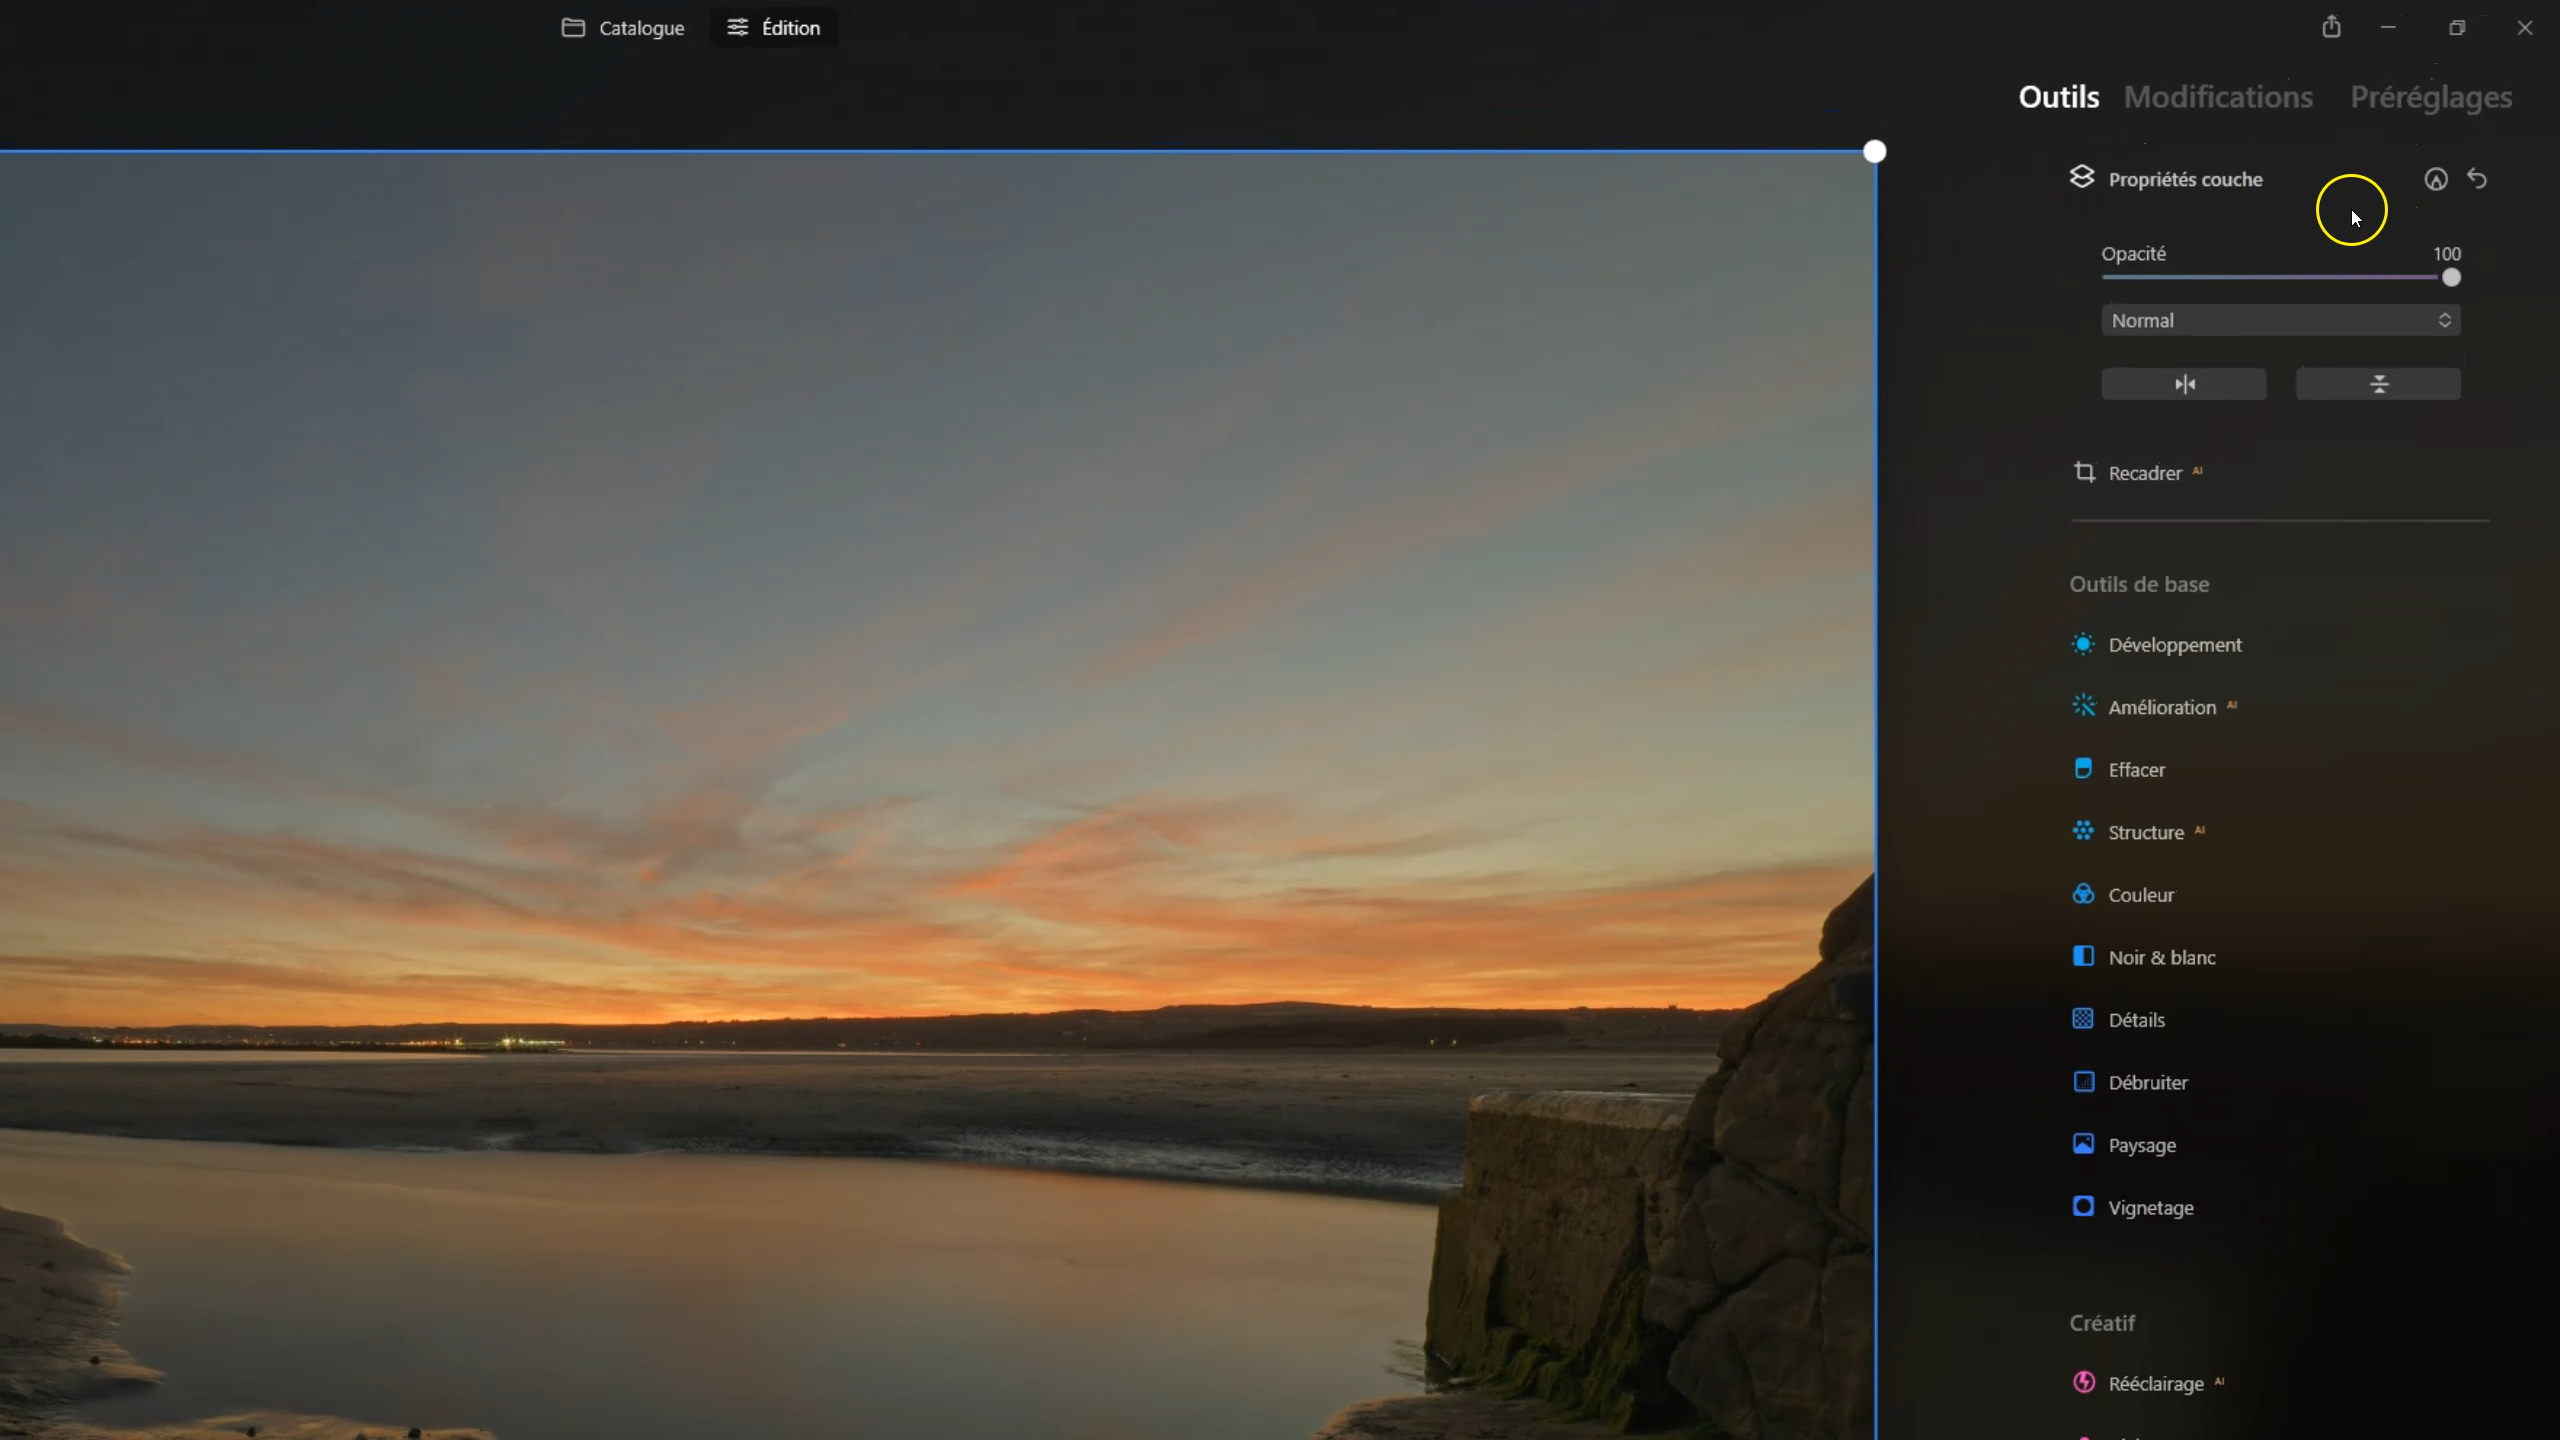 Catalogue
Édition
Outils Modifications Préréglages
Propriétés couche
Opacité 100
Normal
Recadrer AI
Outils de base
Développement
Amélioration AI
Effacer
Structure AI
Couleur
Noir & blanc
Détails
Débruiter
Paysage
Vignetage
Créatif
Rééclairage AI